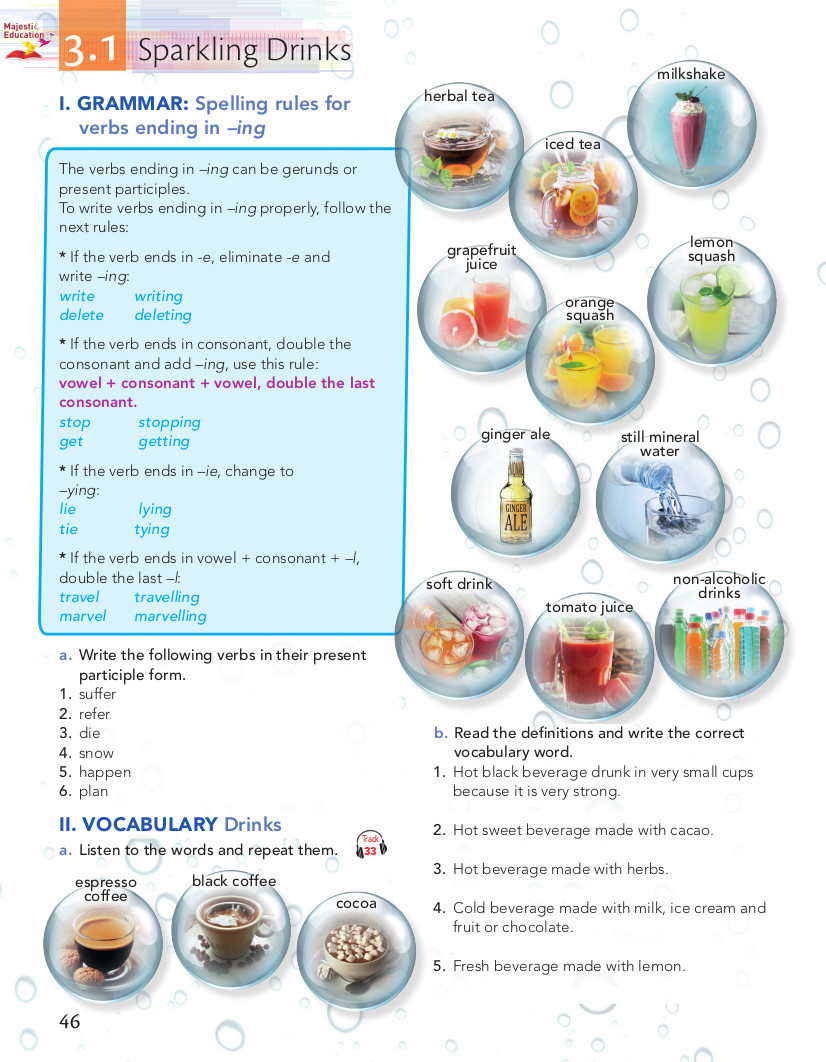 Majestic
Education
3.1 Sparkling Drinks
I. GRAMMAR: Spelling rules for
verbs ending in –ing
The verbs ending in –ing can be gerunds or
present participles.
To write verbs ending in –ing properly, follow the
next rules:
* If the verb ends in -e, eliminate -e and
write –ing:
write writing
delete deleting
* If the verb ends in consonant, double the
consonant and add –ing, use this rule:
vowel + consonant + vowel, double the last
consonant.
stop stopping
get getting
* If the verb ends in –ie, change to
–ying:
lie lying
tie tying
* If the verb ends in vowel + consonant + –l,
double the last –l:
travel travelling
marvel marvelling
a. Write the following verbs in their present
participle form.
1. suffer
2. refer
3. die
4. snow
5. happen
6. plan
II. VOCABULARY Drinks
a. Listen to the words and repeat them.
Track
33
espresso
coffee
black coffee
cocoa
herbal tea
iced tea
milkshake
grapefruit
juice
orange
squash
lemon
squash
ginger ale
GINGER
ALE
still mineral
water
soft drink
tomato juice
non-alcoholic
drinks
b. Read the definitions and write the correct
vocabulary word.
1. Hot black beverage drunk in very small cups
because it is very strong.
2. Hot sweet beverage made with cacao.
3. Hot beverage made with herbs.
4. Cold beverage made with milk, ice cream and
fruit or chocolate.
5. Fresh beverage made with lemon.
46